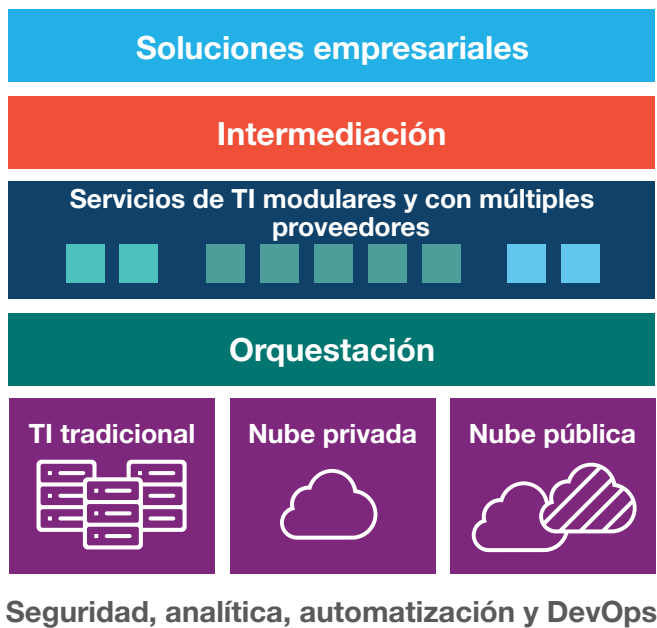 Soluciones empresariales
Intermediación
Servicios de TI modulares y con múltiples
proveedores
Orquestación
TI tradicional
Nube privada
Nube pública
Seguridad, analítica, automatización y DevOps